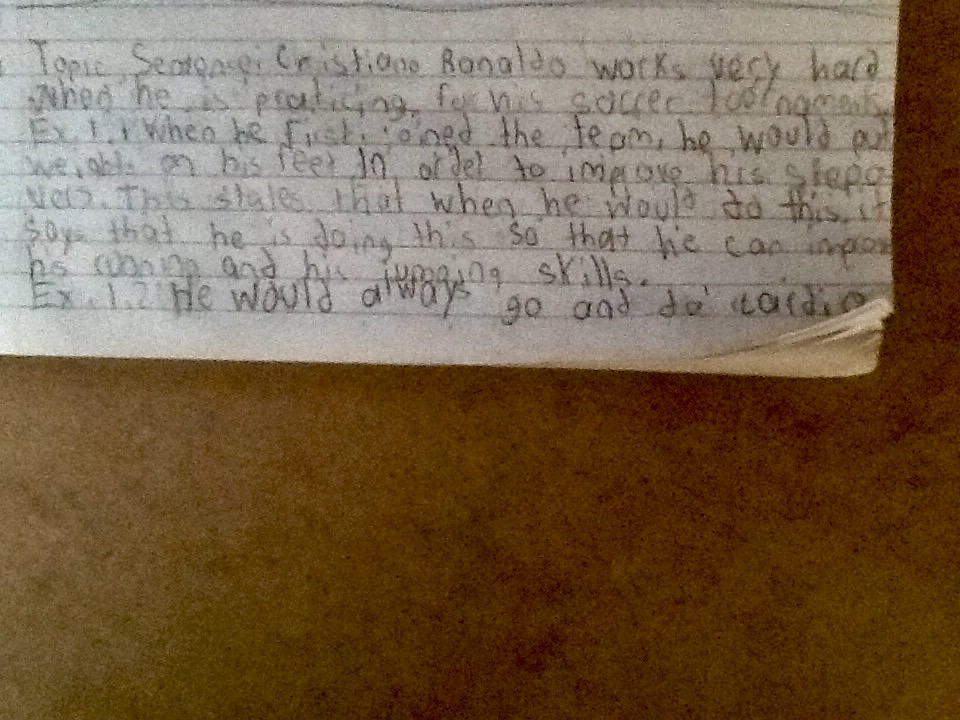 Topic Sentence: Cristiano Ronaldo works very hard
when he is practicing for his soccer
Ex 1.1 When he first joined the team, he would
weights on his feet in order to improve his
This states that when he would do this, it
Says that he is doing this so that he can
his running and his jumping skills.
Ex. 1.2 He would always go and do cardio